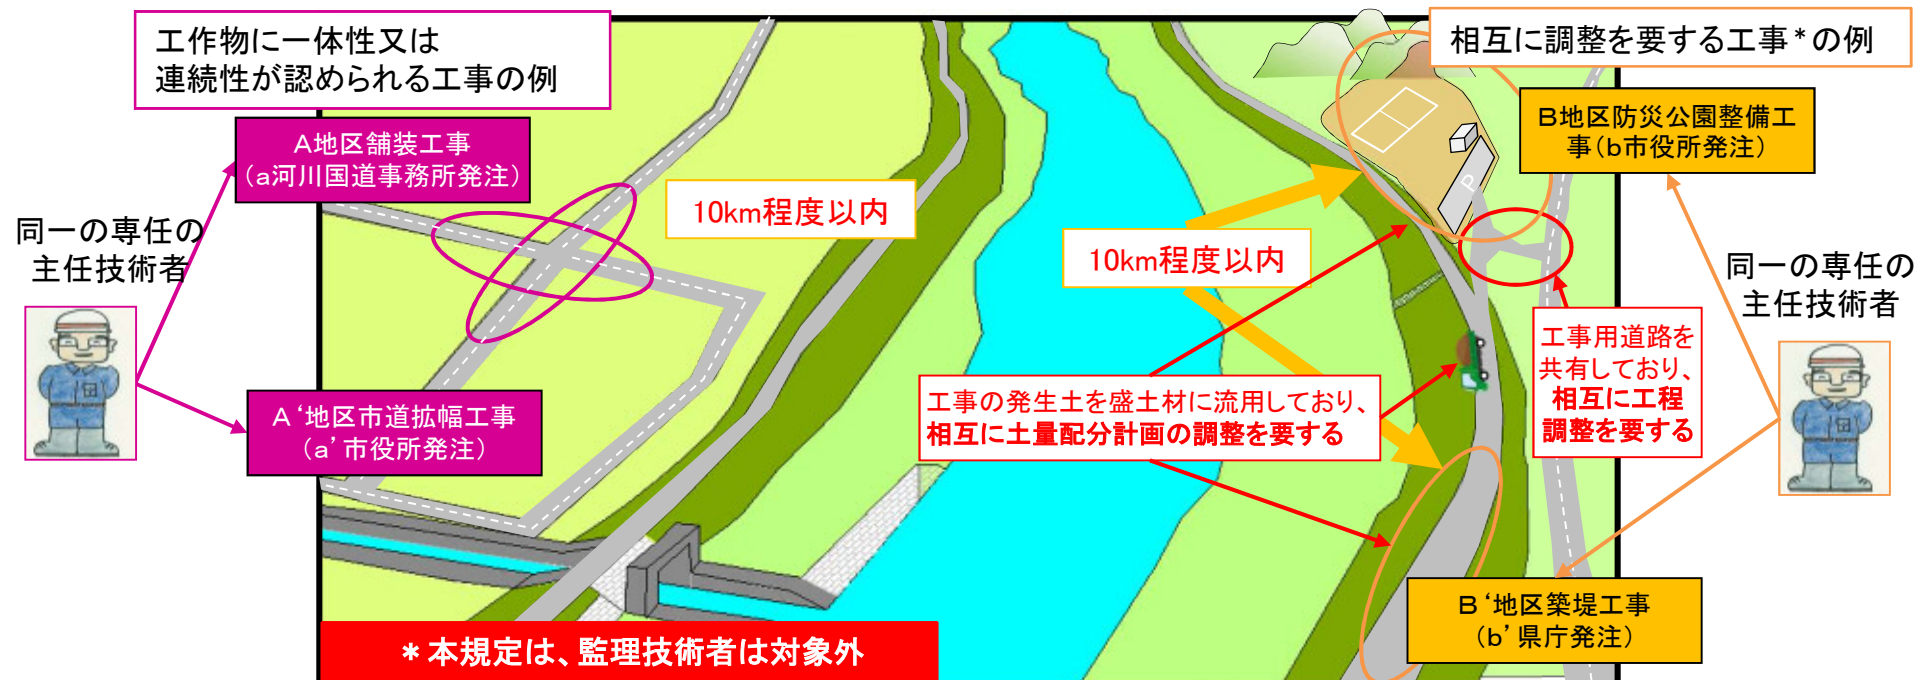 工作物に一体性又は
連続性が認められる工事の例
A地区舗装工事
(a河川国道事務所発注)
同一の専任の
主任技術者
A‘地区市道拡幅工事
(a’市役所発注)
10km程度以内
10km程度以内
工事の発生土を盛土材に流用しており、
相互に土量配分計画の調整を要する
相互に調整を要する工事*の例
B地区防災公園整備工
事(b市役所発注)
P
同一の専任の
主任技術者
工事用道路を
共有しており、
相互に工程
調整を要する
B‘地区築堤工事
(b’県庁発注)
*本規定は、監理技術者は対象外